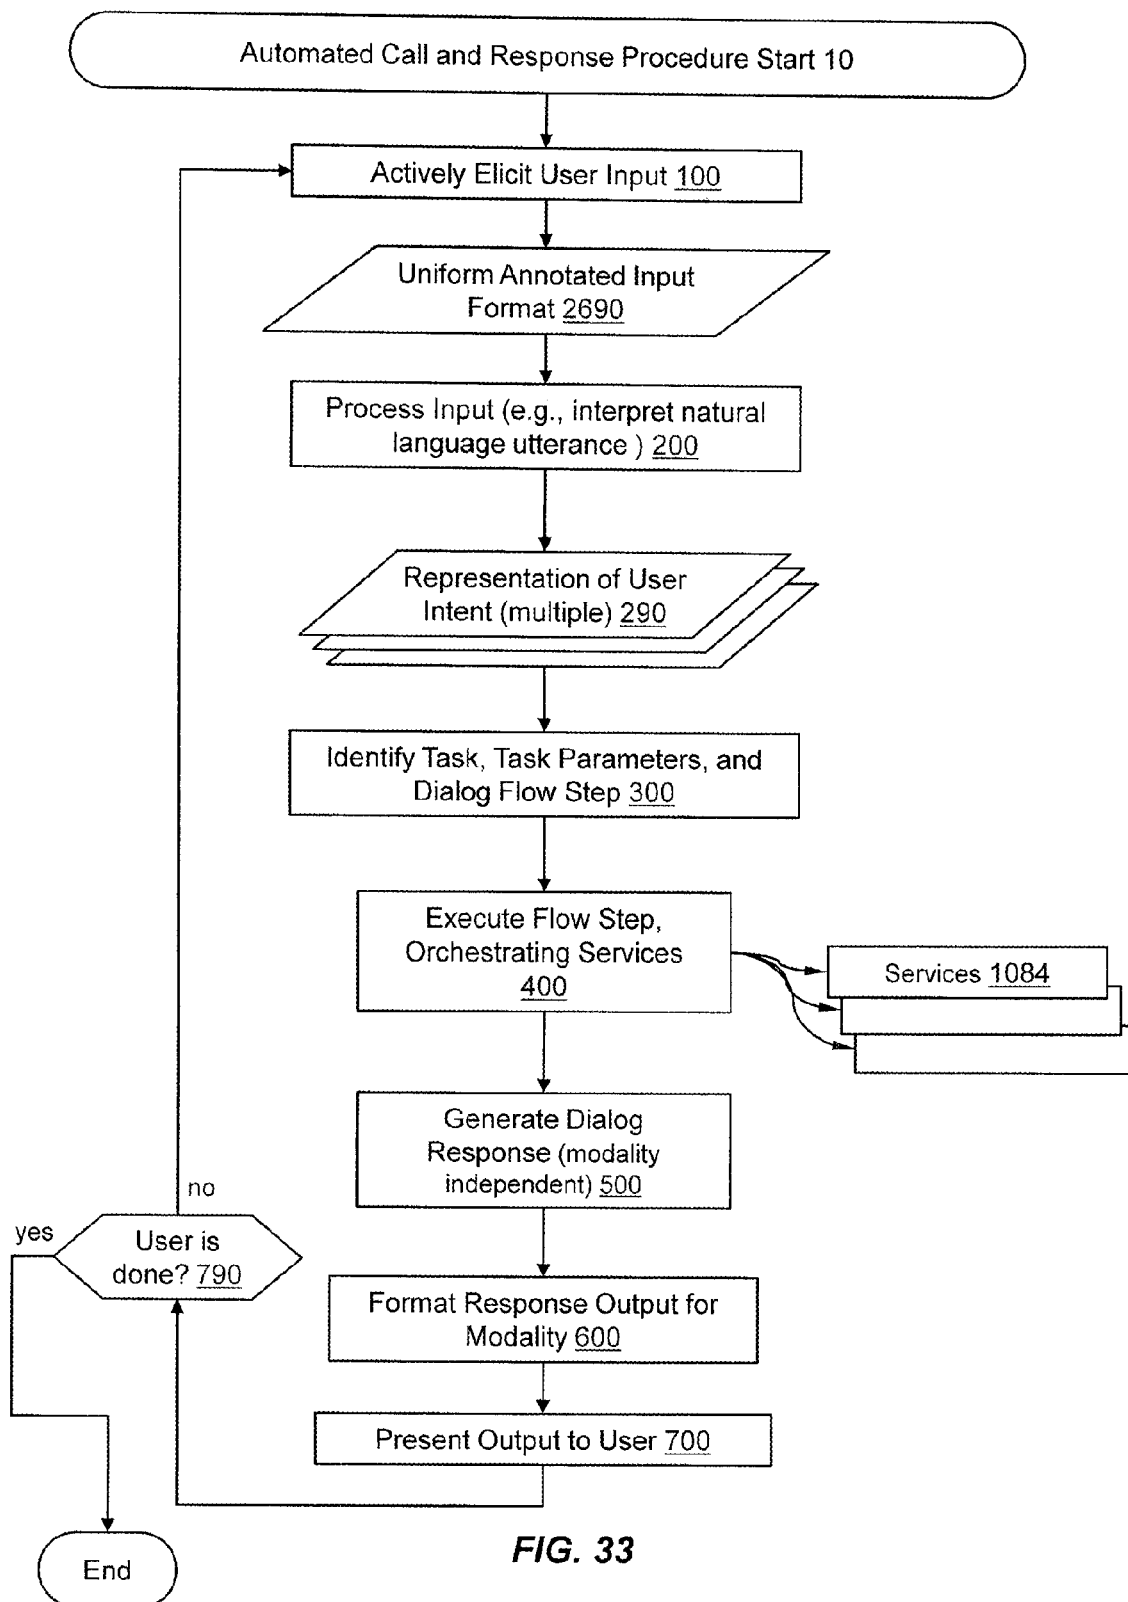 Automated Call and Response Procedure Start 10
Actively Elicit User Input 100
Uniform Annotated Input
Format 2690
Process Input (e.g., interpret natural
language utterance ) 200
Representation of User
Intent (multiple) 290
Identify Task, Task Parameters, and
Dialog Flow Step 300
Execute Flow Step,
Orchestrating Services
400
Services 1084
Generate Dialog
Response (modality
independent) 500
no
yes
User is
done? 790
Format Response Output for
Modality 600
Present Output to User 700
End
FIG. 33